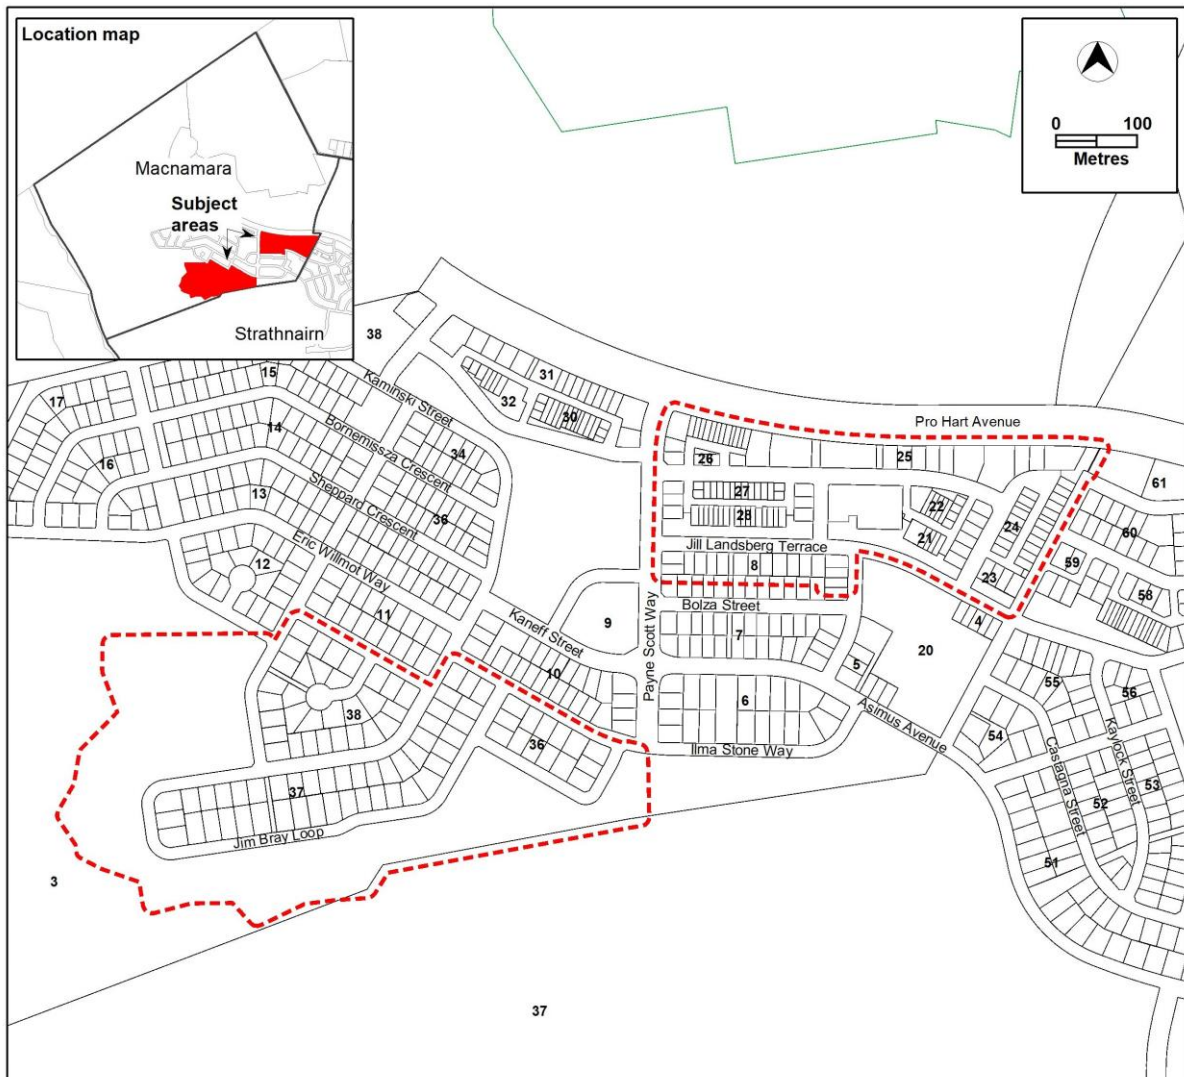 Location map
Macnamara
Subject
areas
Strathnairn
0 100
Metres
38
31
32
30
17
15
16
14
34
13
36
12
11
Kaminski Street
Bornemissza Crescent
Sheppard Crescent
Eric Willmot Way
Pro Hart Avenue
26
25
27
28
22
21
24
23
Jill Landsberg Terrace
8
61
60
59
58
Bolza Street
7
9
Kaneff Street
Payne Scott Way
10
4
20
5
6
Asimus Avenue
Ilma Stone Way
55
56
54
Castagna Street
Kaylock Street
53
52
51
38
36
37
Jim Bray Loop
3
37